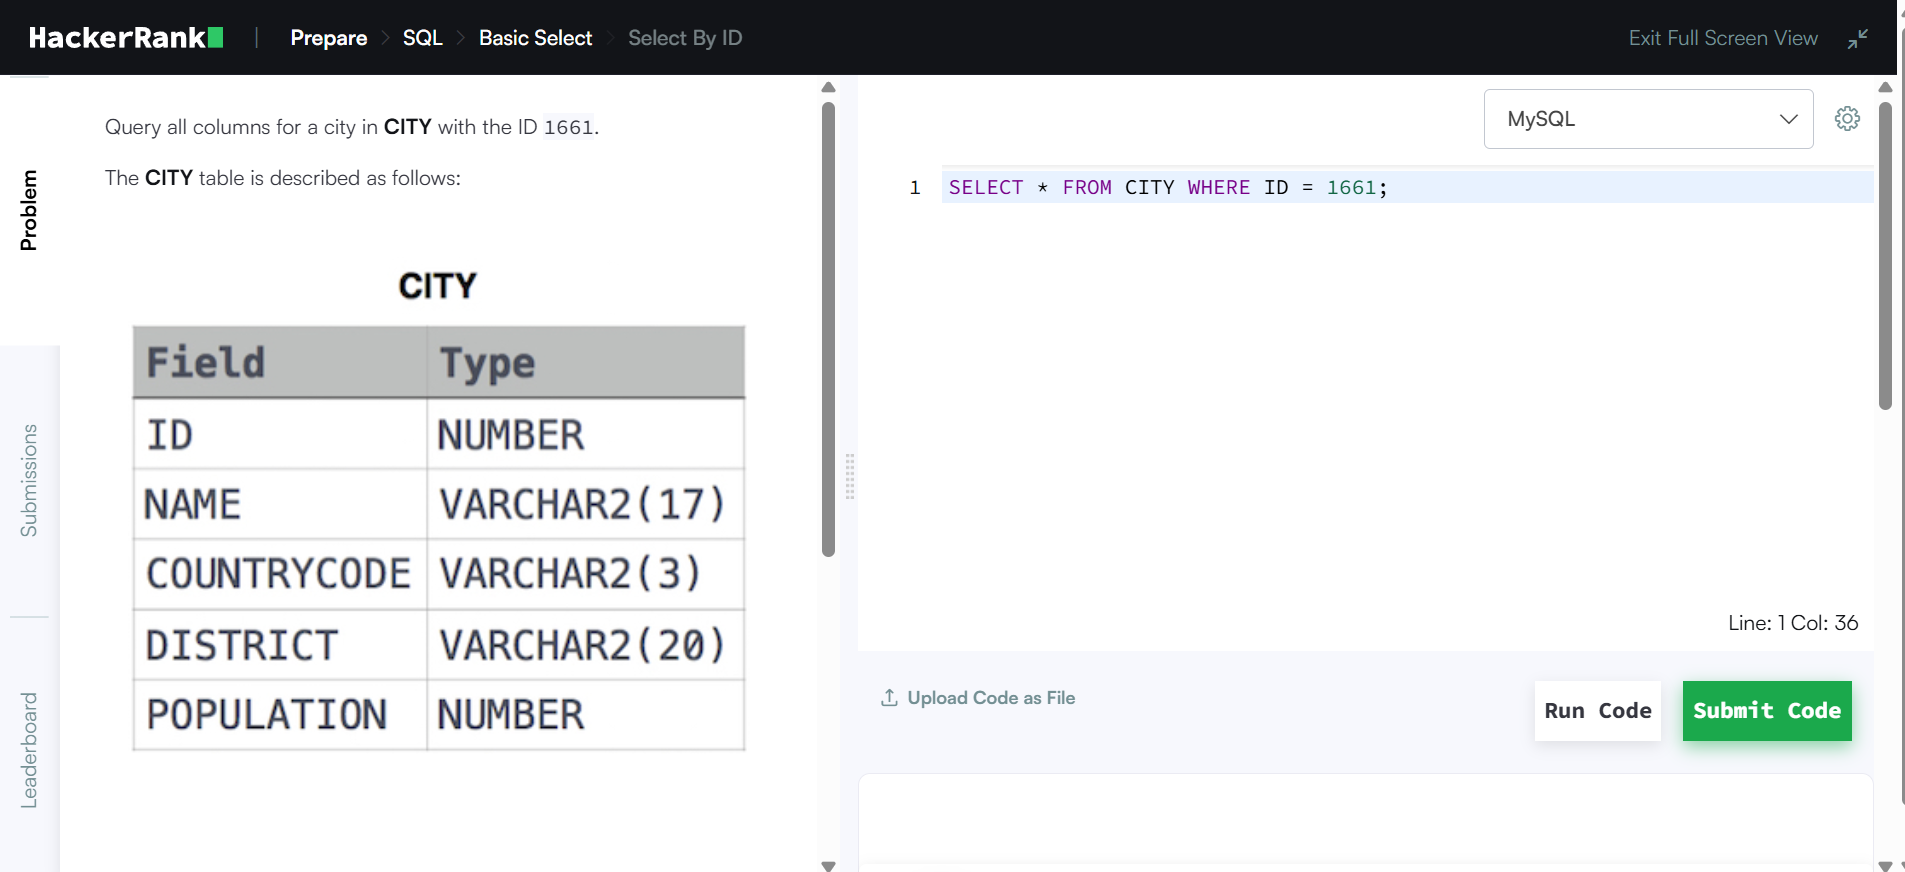 HackerRank | Prepare > SQL > Basic Select > Select By ID Exit Full Screen View
Problem
Submissions
Leaderboard
Query all columns for a city in CITY with the ID 1661.
The CITY table is described as follows:
CITY
Field Type
ID NUMBER
NAME VARCHAR2(17)
COUNTRYCODE VARCHAR2(3)
DISTRICT VARCHAR2(20)
POPULATION NUMBER
MySQL
1 SELECT * FROM CITY WHERE ID = 1661;
Line: 1 Col: 36
Upload Code as File
Run Code Submit Code